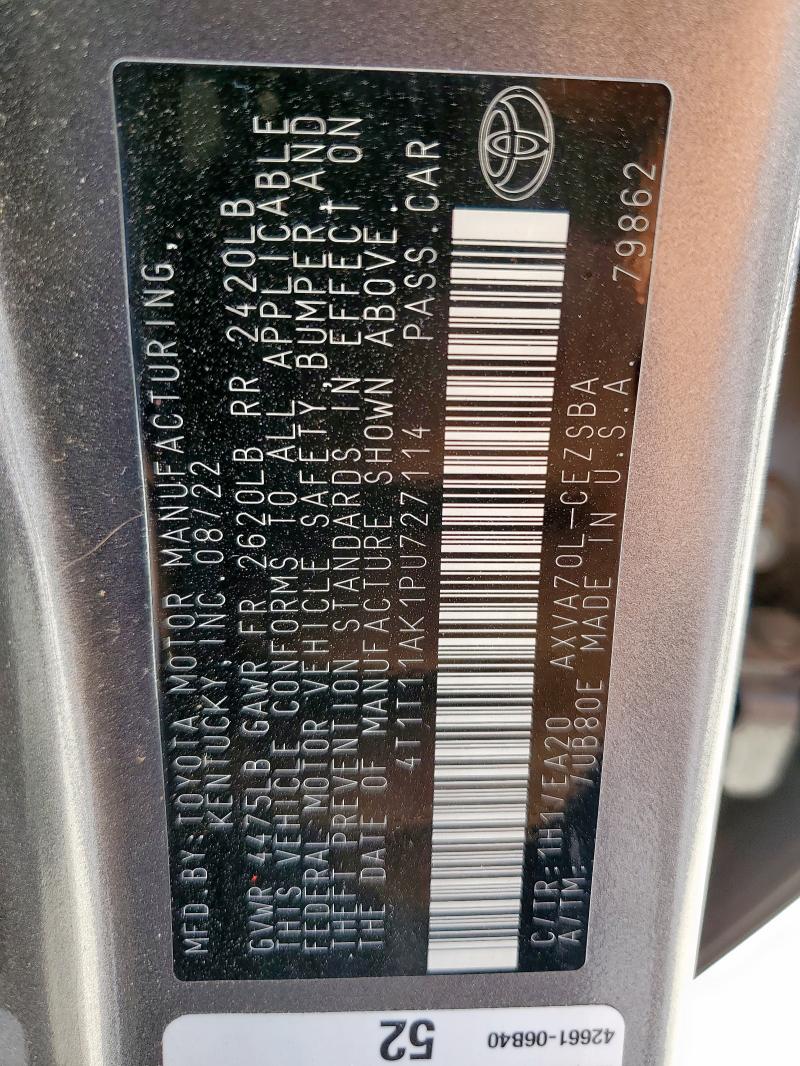 MFD.BY:TOYOTA MOTOR MANUFACTURING,
KENTUCKY,INC.08/22
GVWR 4475LB GAWR FR 2620LB RR 2420LB
THIS VEHICLE CONFORMS TO ALL APPLICABLE
FEDERAL MOTOR VEHICLE SAFETY,BUMPER,AND
THEFT PREVENTION STANDARDS IN EFFECT ON
THE DATE OF MANUFACTURE SHOWN ABOVE.
4T1T11AK1PU727114 PASS.CAR
C/TR:1H1/EA20 AXVA70L-CEZSBA
A/TM: /UB80E MADE IN U.S.A.
79862
52
42661-06B40